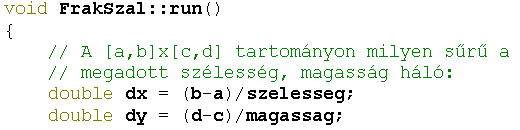 void FrakSzal::run()
{
// A [a,b]x[c,d] tartományon milyen sűrű a
// megadott szélesség, magasság háló:
double dx = (b-a)/szelesseg;
double dy = (d-c)/magassag;